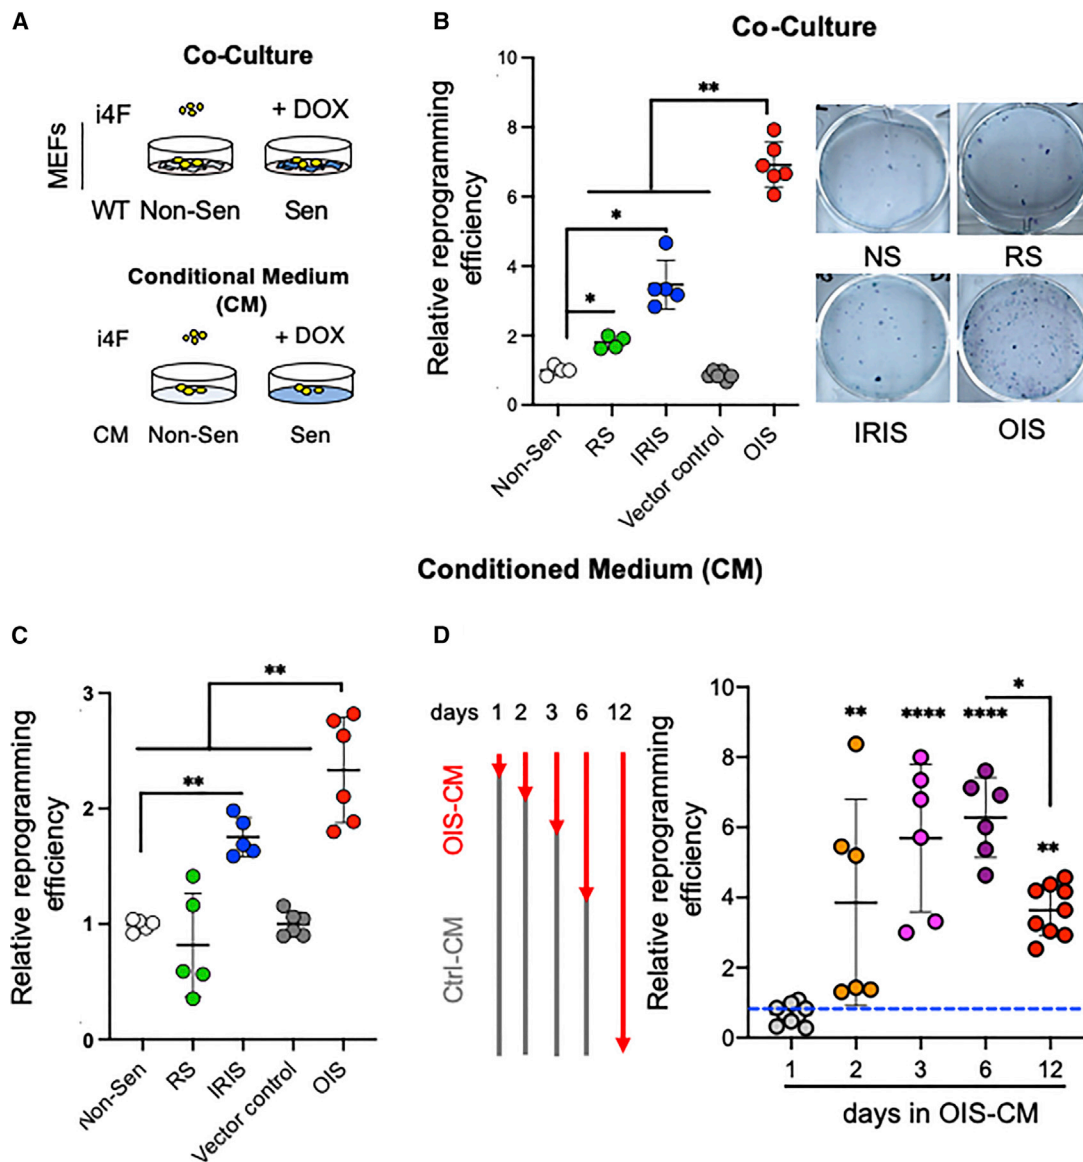 A
Co-Culture
i4F
+ DOX
MEFs
WT
Non-Sen
Sen
Conditional Medium
(CM)
i4F
+ DOX
CM
Non-Sen
Sen
B
Co-Culture
Relative reprogramming
efficiency
10
8
6
4
2
0
**
*
*
Non-Sen
RS
IRIS
Vector control
OIS
NS
RS
IRIS
OIS
Conditioned Medium (CM)
C
Relative reprogramming
efficiency
3
2
1
0
**
**
Non-Sen
RS
IRIS
Vector control
OIS
D
days 1 2 3 6 12
OIS-CM
Ctrl-CM
Relative reprogramming
efficiency
10
8
6
4
2
0
**
****
****
*
**
1 2 3 6 12
days in OIS-CM